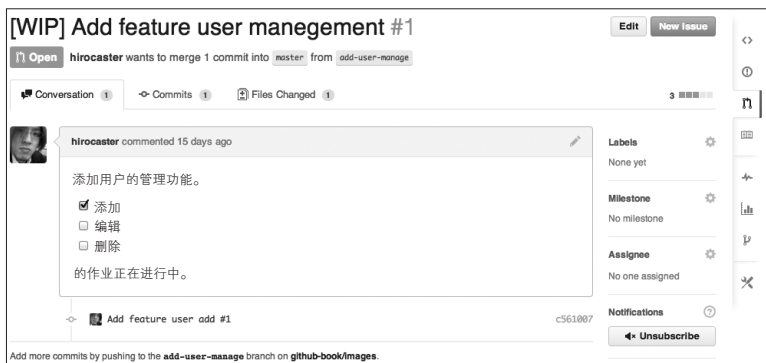 [WIP] Add feature user manegement #1
Edit New Issue
Open hirocaster wants to merge 1 commit into master from add-user-manage
Conversation 1 Commits 1 Files Changed 1 3
hirocaster commented 15 days ago
添加用户的管理功能。
添加
编辑
删除
的作业正在进行中。
Add feature user add #1 c561007
Add more commits by pushing to the add-user-manage branch on github-book/images.
Labels
None yet
Milestone
No milestone
Assignee
No one assigned
Notifications
Unsubscribe